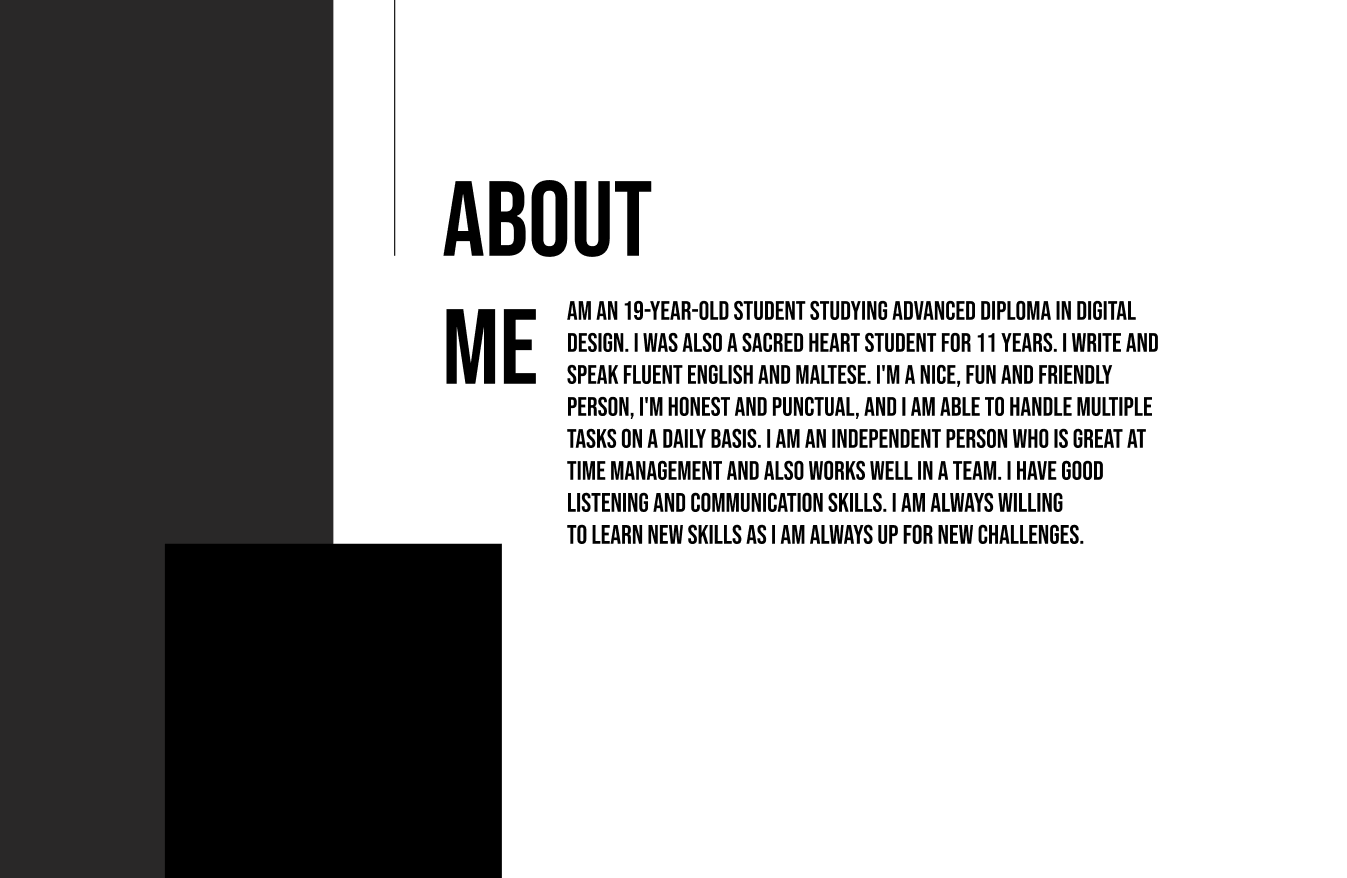 ABOUT
ME
AM AN 19-YEAR-OLD STUDENT STUDYING ADVANCED DIPLOMA IN DIGITAL
DESIGN. I WAS ALSO A SACRED HEART STUDENT FOR 11 YEARS. I WRITE AND
SPEAK FLUENT ENGLISH AND MALTESE. I'M A NICE, FUN AND FRIENDLY
PERSON, I'M HONEST AND PUNCTUAL, AND I AM ABLE TO HANDLE MULTIPLE
TASKS ON A DAILY BASIS. I AM AN INDEPENDENT PERSON WHO IS GREAT AT
TIME MANAGEMENT AND ALSO WORKS WELL IN A TEAM. I HAVE GOOD
LISTENING AND COMMUNICATION SKILLS. I AM ALWAYS WILLING
TO LEARN NEW SKILLS AS I AM ALWAYS UP FOR NEW CHALLENGES.